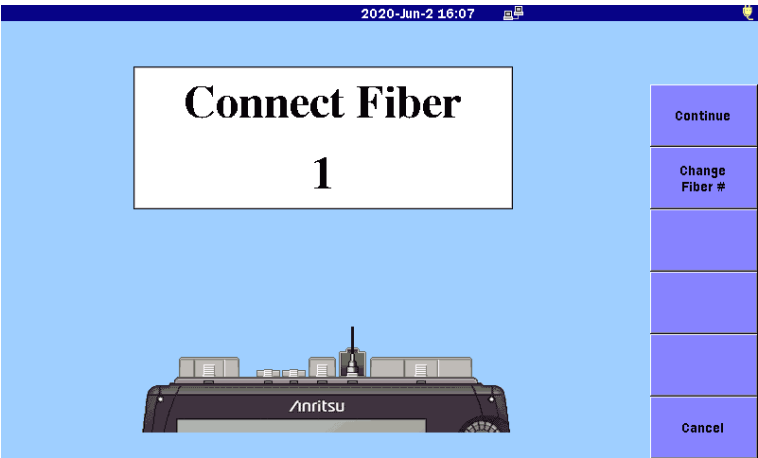 2020-Jun-2 16:07
Connect Fiber
1
Continue
Change
Fiber #
Anritsu
Cancel